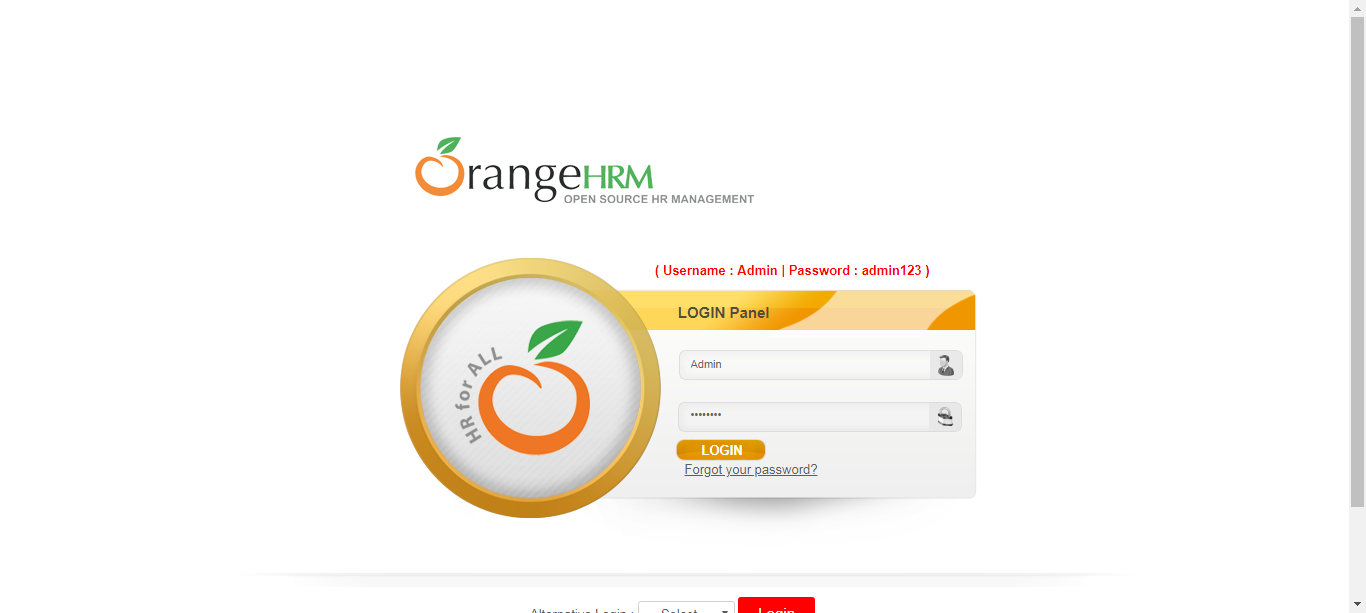 OrangeHRM
OPEN SOURCE HR MANAGEMENT
( Username : Admin | Password : admin123 )
HR for ALL
LOGIN Panel
Admin
••••••••
LOGIN
Forgot your password?
Alternative Login : Select Login